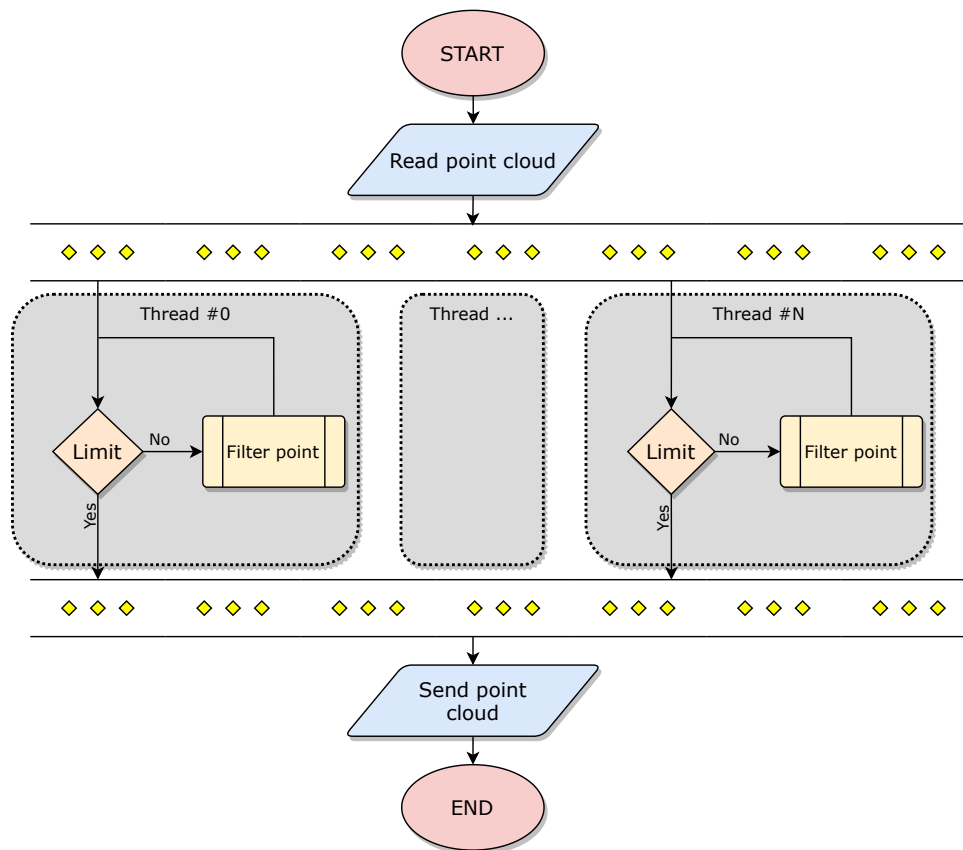 START
Read point cloud
Thread #0
Thread ...
Thread #N
Limit
No
Filter point
Yes
Limit
No
Filter point
Yes
Send point
cloud
END